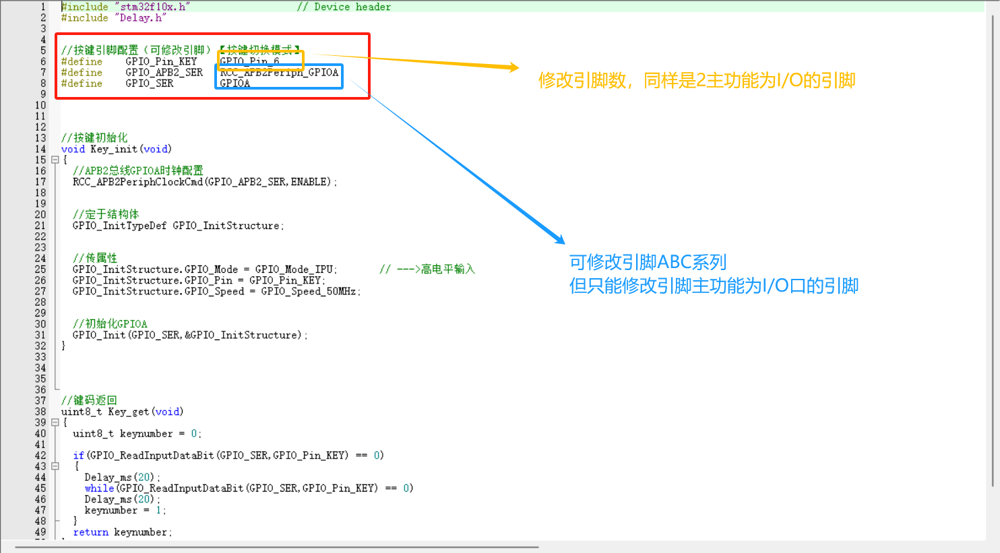 1 #include "stm32f10x.h" // Device header
2 #include "Delay.h"
3
4
5 //按键引脚配置（可修改引脚）【按键切换模式】
6 #define GPIO_Pin_KEY GPIO_Pin_6
7 #define GPIO_APB2_SER RCC_APB2Periph_GPIOA
8 #define GPIO_SER GPIOA
9
10
11
12
13 //按键初始化
14 void Key_init(void)
15 {
16 //APB2总线GPIOA时钟配置
17 RCC_APB2PeriphClockCmd(GPIO_APB2_SER,ENABLE);
18
19
20 //定于结构体
21 GPIO_InitTypeDef GPIO_InitStructure;
22
23
24 //传属性
25 GPIO_InitStructure.GPIO_Mode = GPIO_Mode_IPU; // --->高电平输入
26 GPIO_InitStructure.GPIO_Pin = GPIO_Pin_KEY;
27 GPIO_InitStructure.GPIO_Speed = GPIO_Speed_50MHz;
28
29
30 //初始化GPIOA
31 GPIO_Init(GPIO_SER,&GPIO_InitStructure);
32 }
33
34
35
36
37 //键码返回
38 uint8_t Key_get(void)
39 {
40 uint8_t keynumber = 0;
41
42 if(GPIO_ReadInputDataBit(GPIO_SER,GPIO_Pin_KEY) == 0)
43 {
44 Delay_ms(20);
45 while(GPIO_ReadInputDataBit(GPIO_SER,GPIO_Pin_KEY) == 0)
46 Delay_ms(20);
47 keynumber = 1;
48 }
49 return keynumber;
修改引脚数，同样是2主功能为I/O的引脚
可修改引脚ABC系列
但只能修改引脚主功能为I/O口的引脚